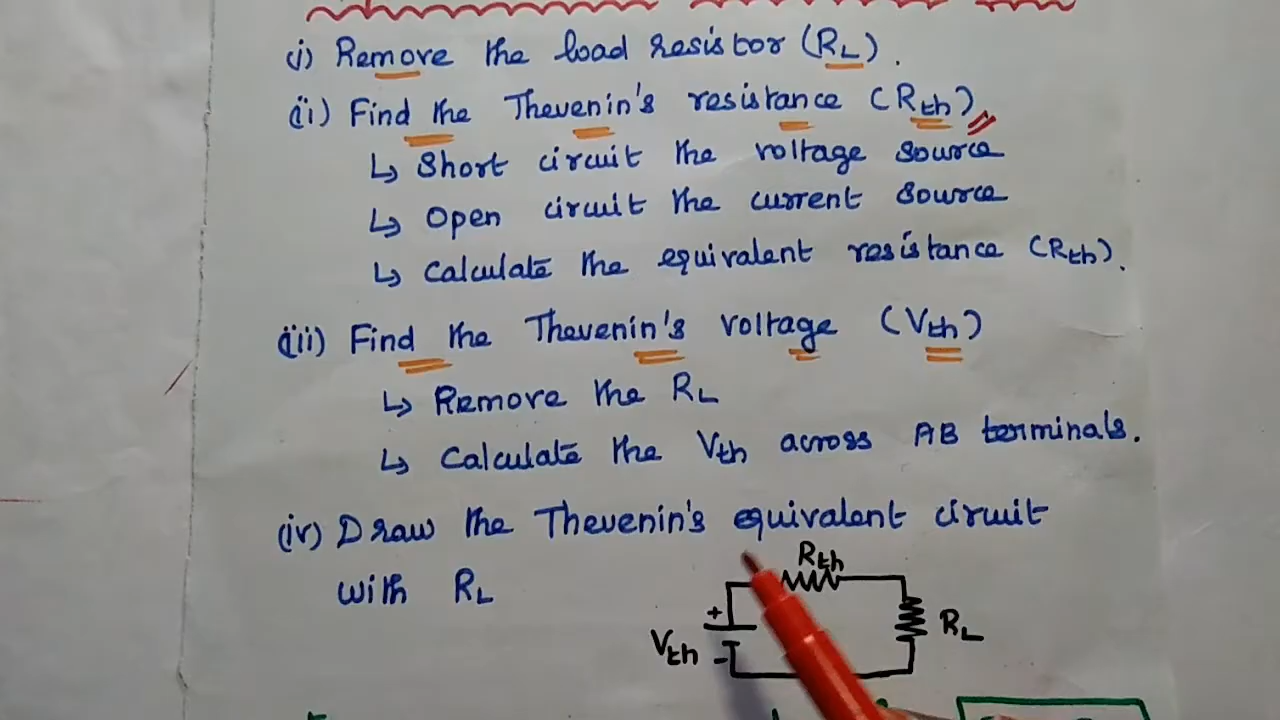 (i) Remove the load resistor (RL).
(ii) Find the Thevenin's resistance (Rth)
↳ Short circuit the voltage source
↳ Open circuit the current source
↳ Calculate the equivalent resistance (Rth).
(iii) Find the Thevenin's voltage (Vth)
↳ Remove the RL
↳ Calculate the Vth across AB terminals.
(iv) Draw the Thevenin's equivalent circuit
with RL
Rth
+
RL
Vth
-